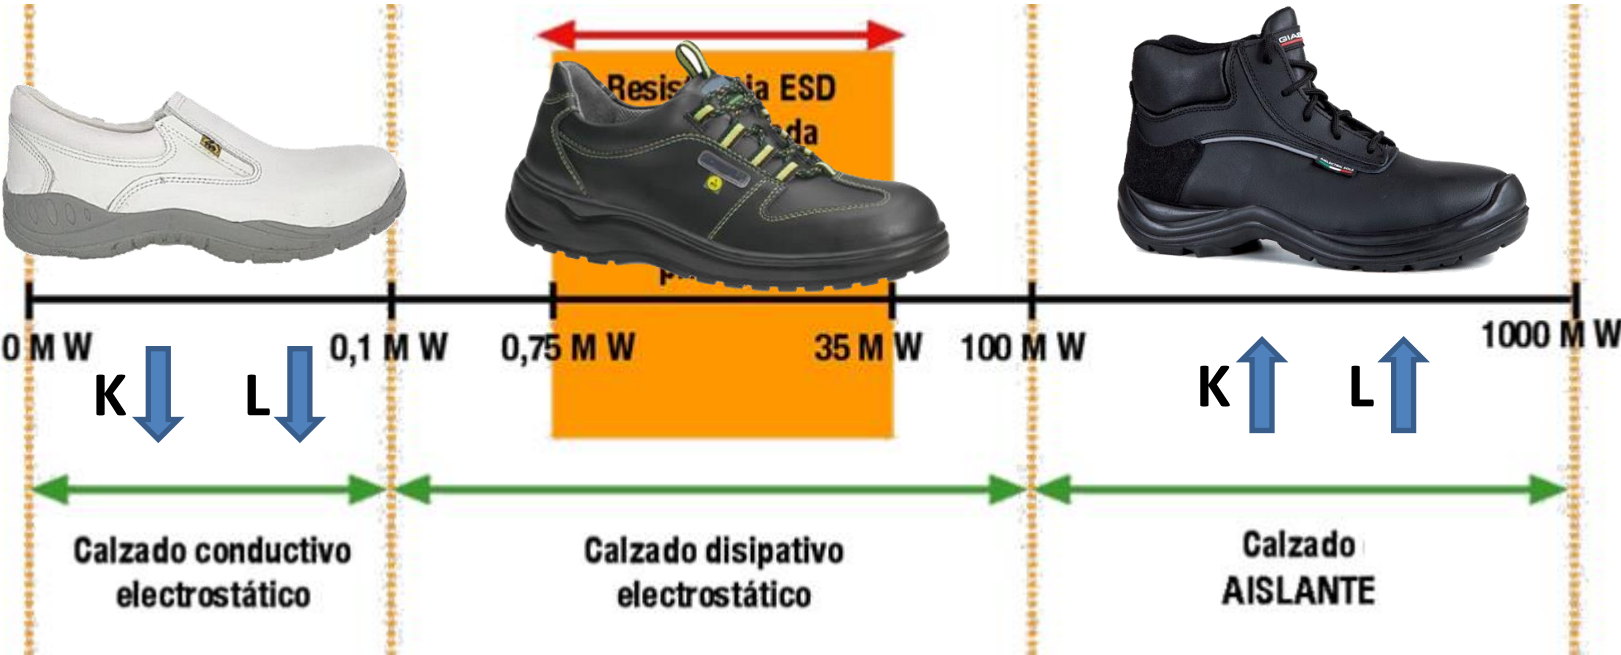 Resis ia ESD
da
0 M W
0,1 M W
0,75 M W
35 M W
100 M W
1000 M W
K
L
K
L
Calzado conductivo
electrostático
Calzado disipativo
electrostático
Calzado
AISLANTE